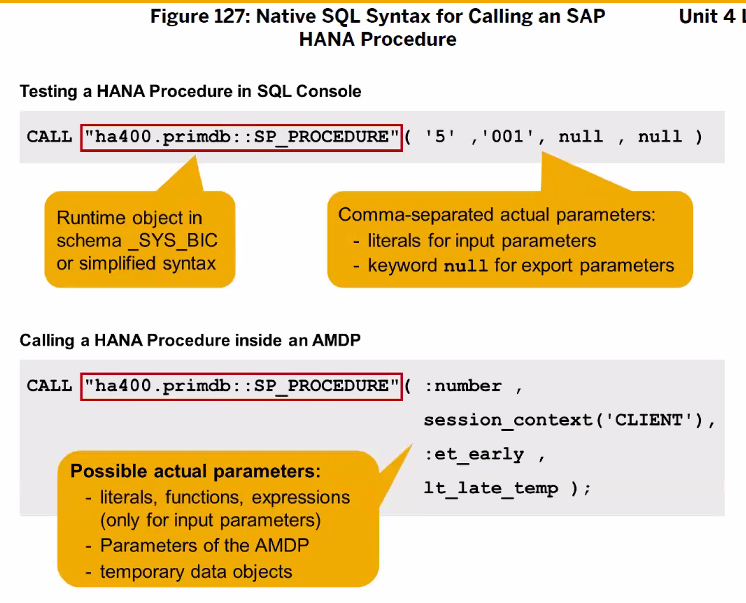 Figure 127: Native SQL Syntax for Calling an SAP
HANA Procedure
Unit 4 L
Testing a HANA Procedure in SQL Console
CALL "ha400.primdb::SP_PROCEDURE"( '5' ,'001', null , null )
Runtime object in
schema _SYS_BIC
or simplified syntax
Comma-separated actual parameters:
- literals for input parameters
- keyword null for export parameters
Calling a HANA Procedure inside an AMDP
CALL "ha400.primdb::SP_PROCEDURE"( :number ,
session_context('CLIENT'),
:et_early ,
lt_late_temp );
Possible actual parameters:
- literals, functions, expressions
(only for input parameters)
- Parameters of the AMDP
- temporary data objects